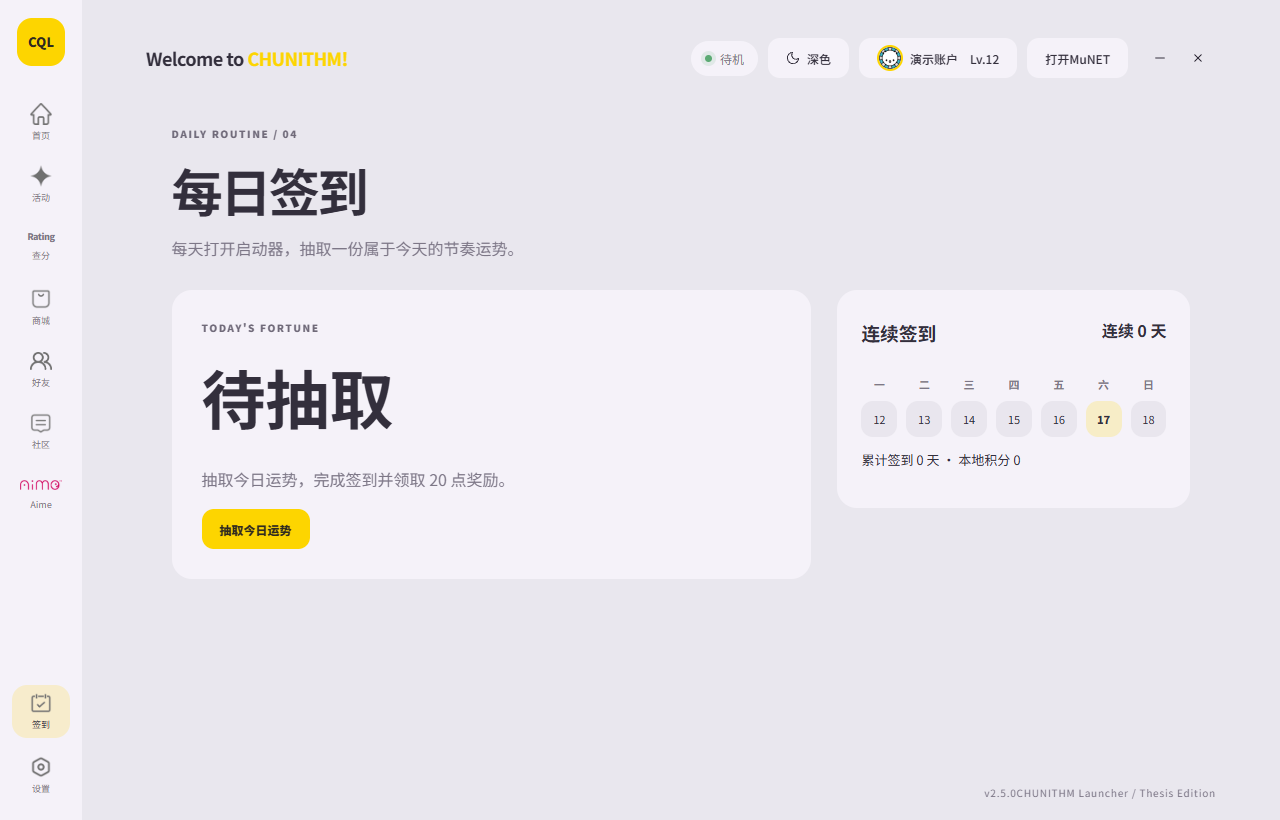 CQL
首页
活动
Rating
查分
商城
好友
社区
Aime
Aime
签到
设置
Welcome to CHUNITHM!
待机
深色
演示账户 Lv.12
打开MuNET
DAILY ROUTINE / 04
每日签到
每天打开启动器，抽取一份属于今天的节奏运势。
TODAY'S FORTUNE
待抽取
抽取今日运势，完成签到并领取 20 点奖励。
抽取今日运势
连续签到 连续 0 天
一 二 三 四 五 六 日
12 13 14 15 16 17 18
累计签到 0 天 · 本地积分 0
v2.5.0CHUNITHM Launcher / Thesis Edition